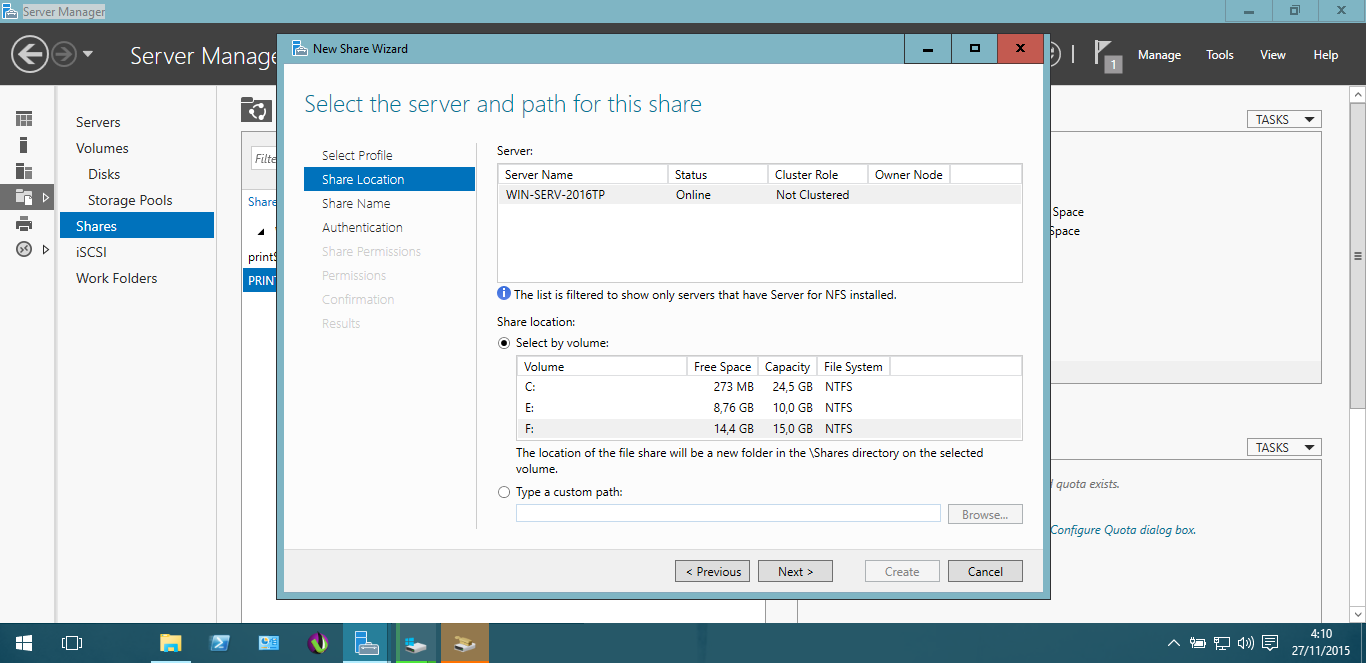 Server Manager
Server Manage
1
Manage
Tools
View
Help
Servers
Volumes
Disks
Storage Pools
Shares
iSCSI
Work Folders
Filte
Share
print
PRIN
New Share Wizard
Select the server and path for this share
Select Profile
Share Location
Share Name
Authentication
Share Permissions
Permissions
Confirmation
Results
Server:
Server Name Status Cluster Role Owner Node
WIN-SERV-2016TP Online Not Clustered
The list is filtered to show only servers that have Server for NFS installed.
Share location:
Select by volume:
Volume Free Space Capacity File System
C: 273 MB 24,5 GB NTFS
E: 8,76 GB 10,0 GB NTFS
F: 14,4 GB 15,0 GB NTFS
The location of the file share will be a new folder in the \Shares directory on the selected
volume.
Type a custom path:
Browse...
< Previous
Next >
Create
Cancel
TASKS
Space
Space
TASKS
quota exists.
Configure Quota dialog box.
4:10
27/11/2015